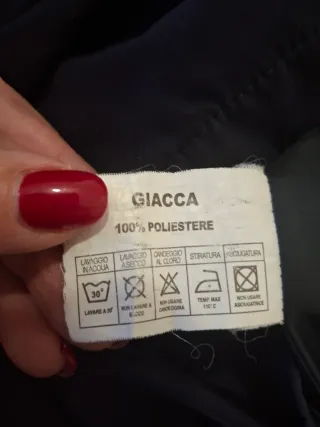 GIACCA
100% POLIESTERE
LAVAGGIO IN ACQUA
LAVAGGIO A SECCO
CANDEGGIO AL CLORO
STIRATURA
ASCIUGATURA
30°
LAVARE A 30°
NON LAVARE A SECCO
NON USARE CANDEGGINA
TEMP. MAX 110°C
NON USARE ASCIUGATRICE